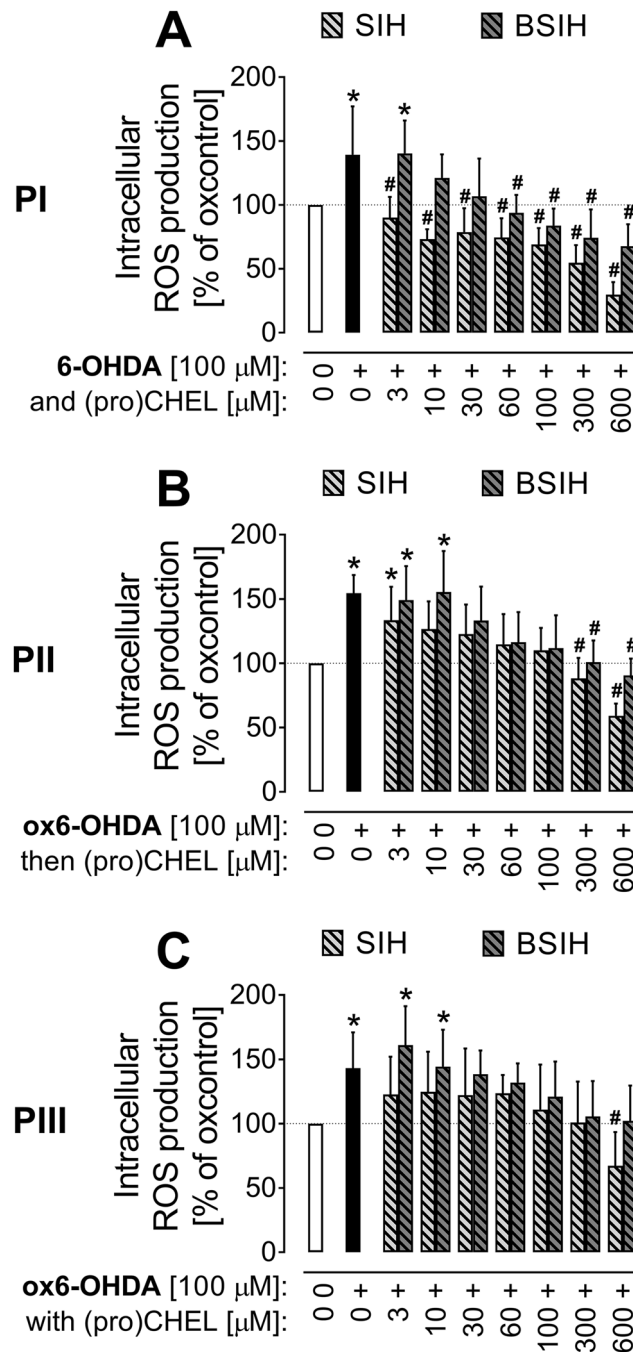 A
SIH
BSIH
PI
Intracellular
ROS production
[% of oxcontrol]
200
150
100
50
0
* * # # # # # # # # # # #
6-OHDA [100 µM]: 0 + + + + + + + +
and (pro)CHEL [µM]: 0 0 3 10 30 60 100 300 600
B
SIH
BSIH
PII
Intracellular
ROS production
[% of oxcontrol]
200
150
100
50
0
* * * * # # # #
ox6-OHDA [100 µM]: 0 + + + + + + + +
then (pro)CHEL [µM]: 0 0 3 10 30 60 100 300 600
C
SIH
BSIH
PIII
Intracellular
ROS production
[% of oxcontrol]
200
150
100
50
0
* * * #
ox6-OHDA [100 µM]: 0 + + + + + + + +
with (pro)CHEL [µM]: 0 0 3 10 30 60 100 300 600